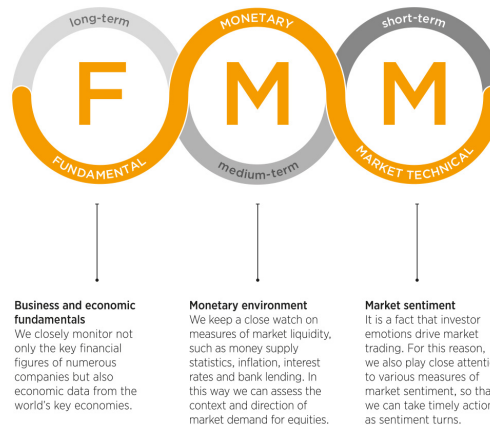 long-term
MONETARY
short-term
F
M
M
FUNDAMENTAL
medium-term
MARKET TECHNICAL
Business and economic
fundamentals
We closely monitor not
only the key financial
figures of numerous
companies but also
economic data from the
world's key economies.
Monetary environment
We keep a close watch on
measures of market liquidity,
such as money supply
statistics, inflation, interest
rates and bank lending. In
this way we can assess the
context and direction of
market demand for equities.
Market sentiment
It is a fact that investor
emotions drive market
trading. For this reason,
we also play close attenti
to various measures of
market sentiment, so tha
we can take timely action
as sentiment turns.